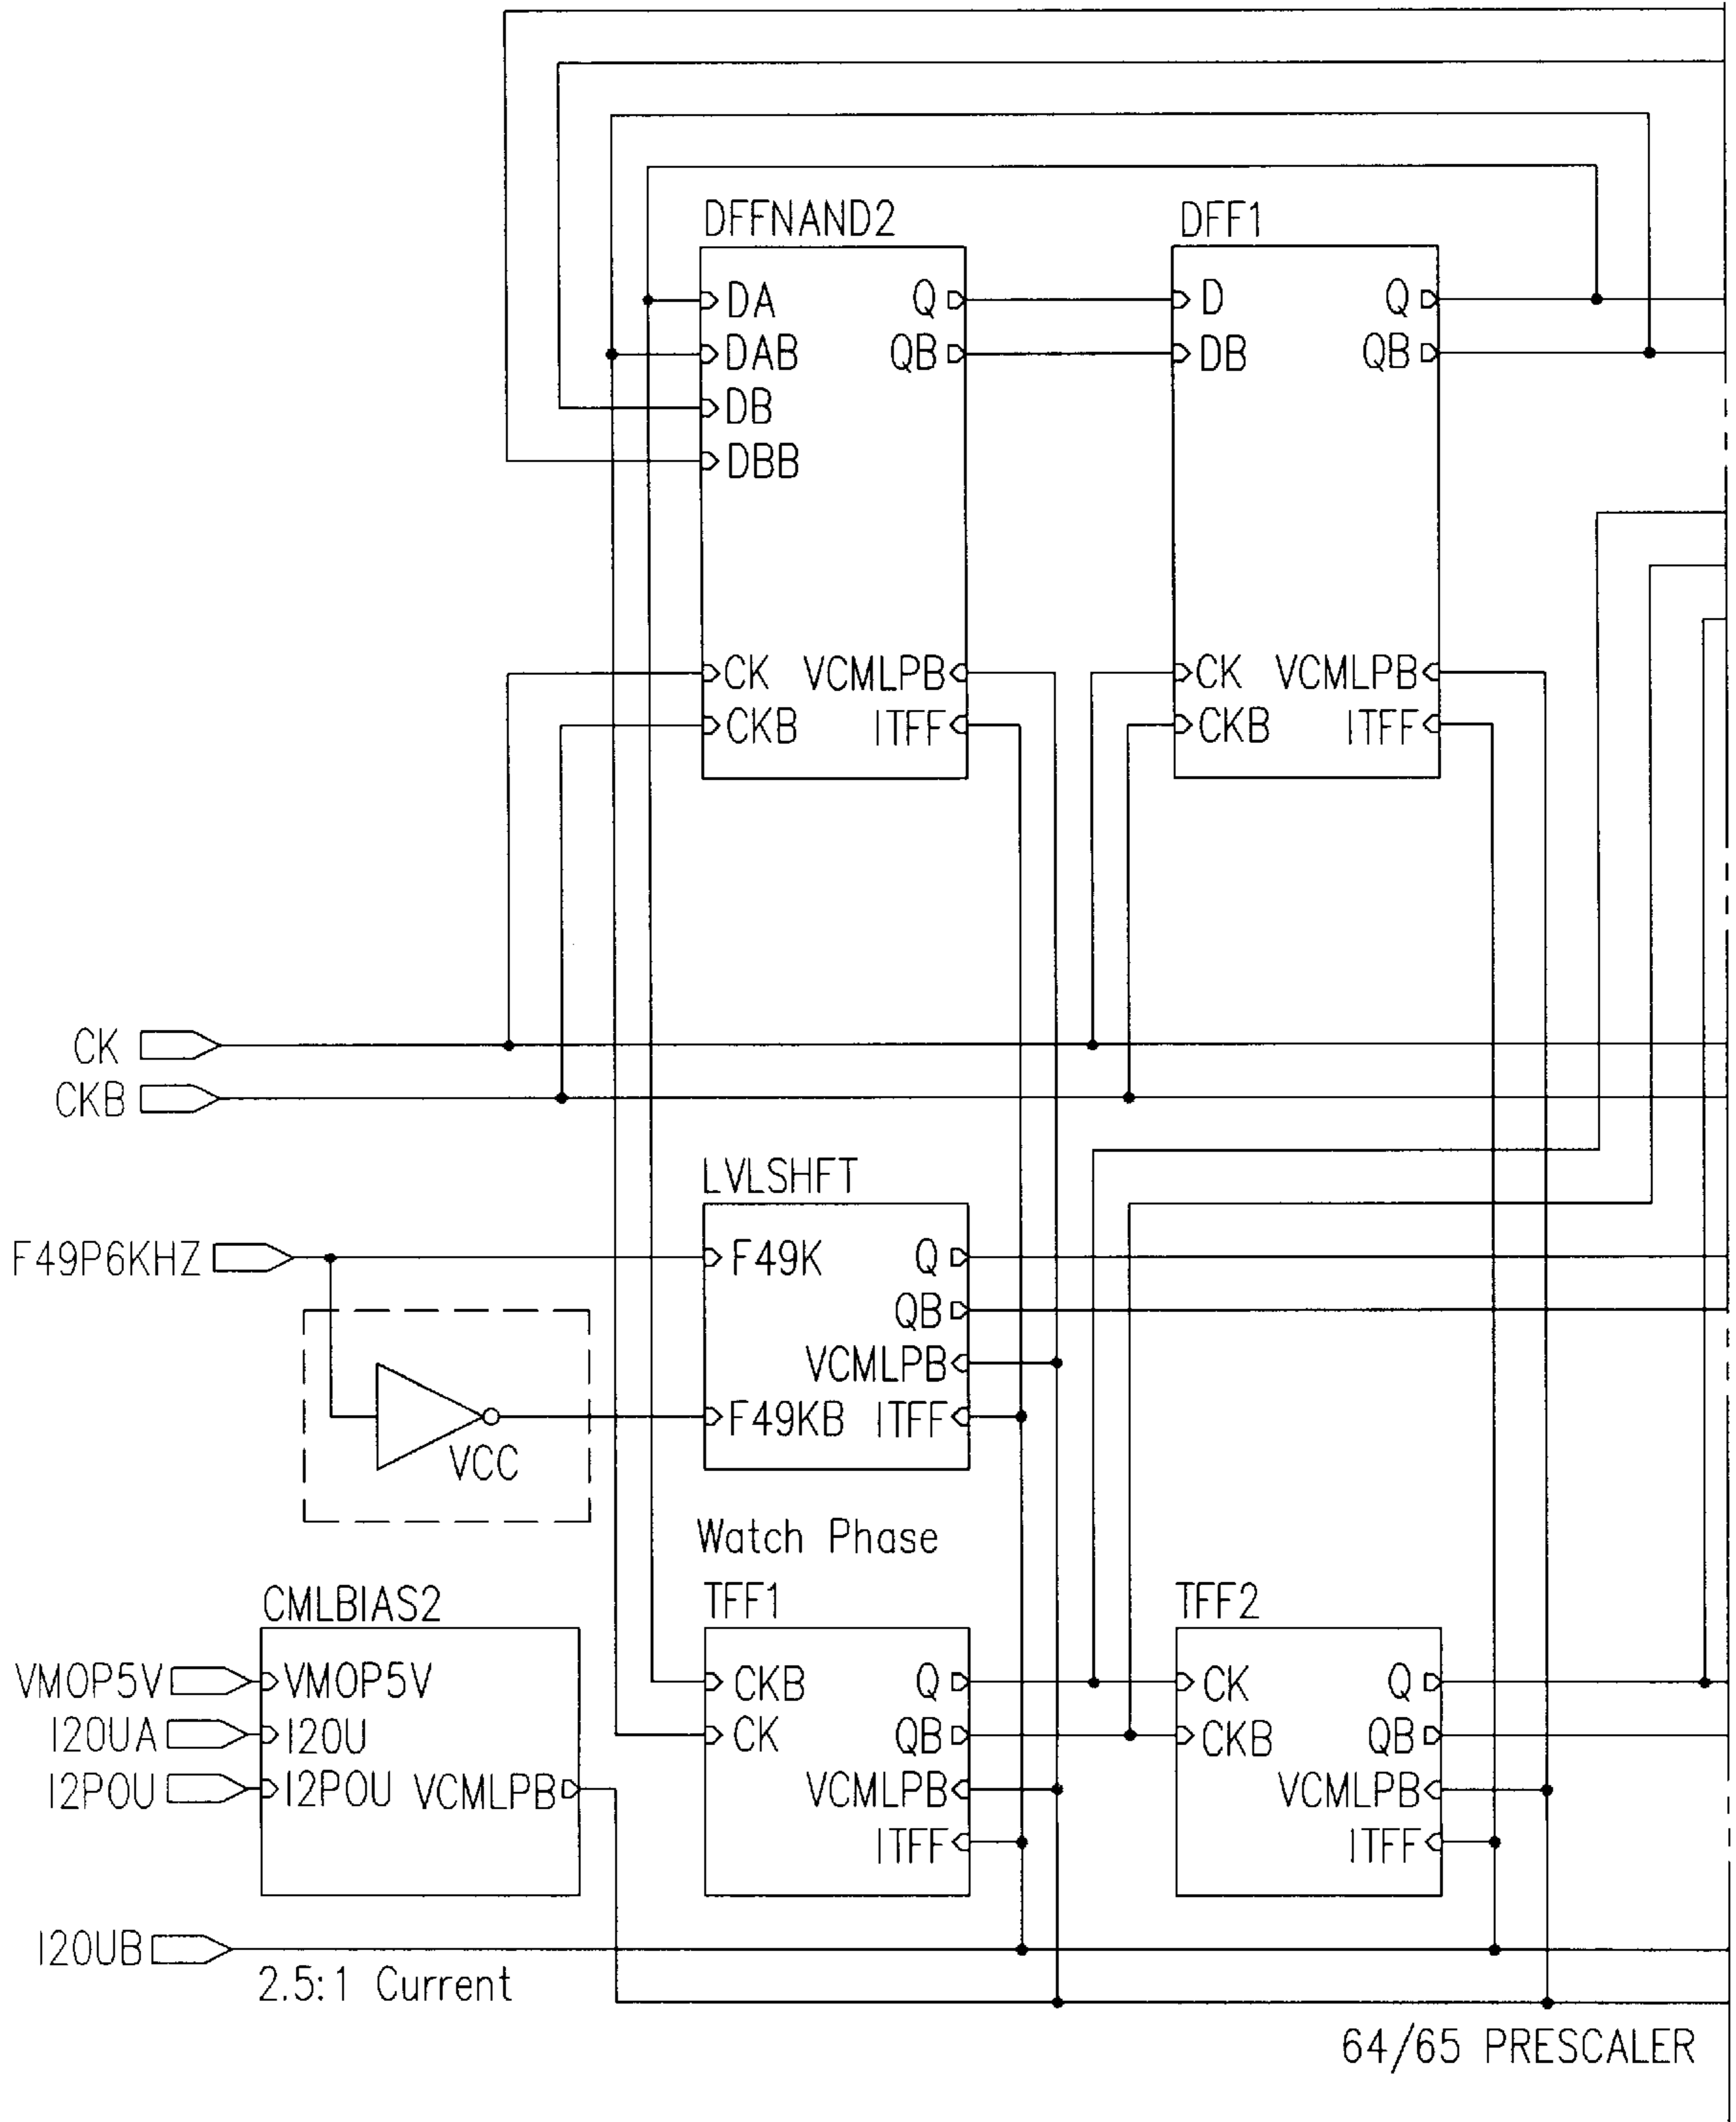 DFFNAND2
DFF1
DA Q D Q
DAB QB DB QB
DB
DBB
CK VCMLPB CK VCMLPB
CKB ITFF CKB ITFF
CK
CKB
LVLSHFT
F49P6KHZ F49K Q
QB
VCMLPB
F49KB ITFF
VCC
Watch Phase
CMLBIAS2 TFF1 TFF2
VMOP5V VMOP5V CKB Q CK Q
I20UA I20U CK QB CKB QB
I2POU I2POU VCMLPB VCMLPB VCMLPB
ITFF ITFF
I20UB
2.5:1 Current
64/65 PRESCALER